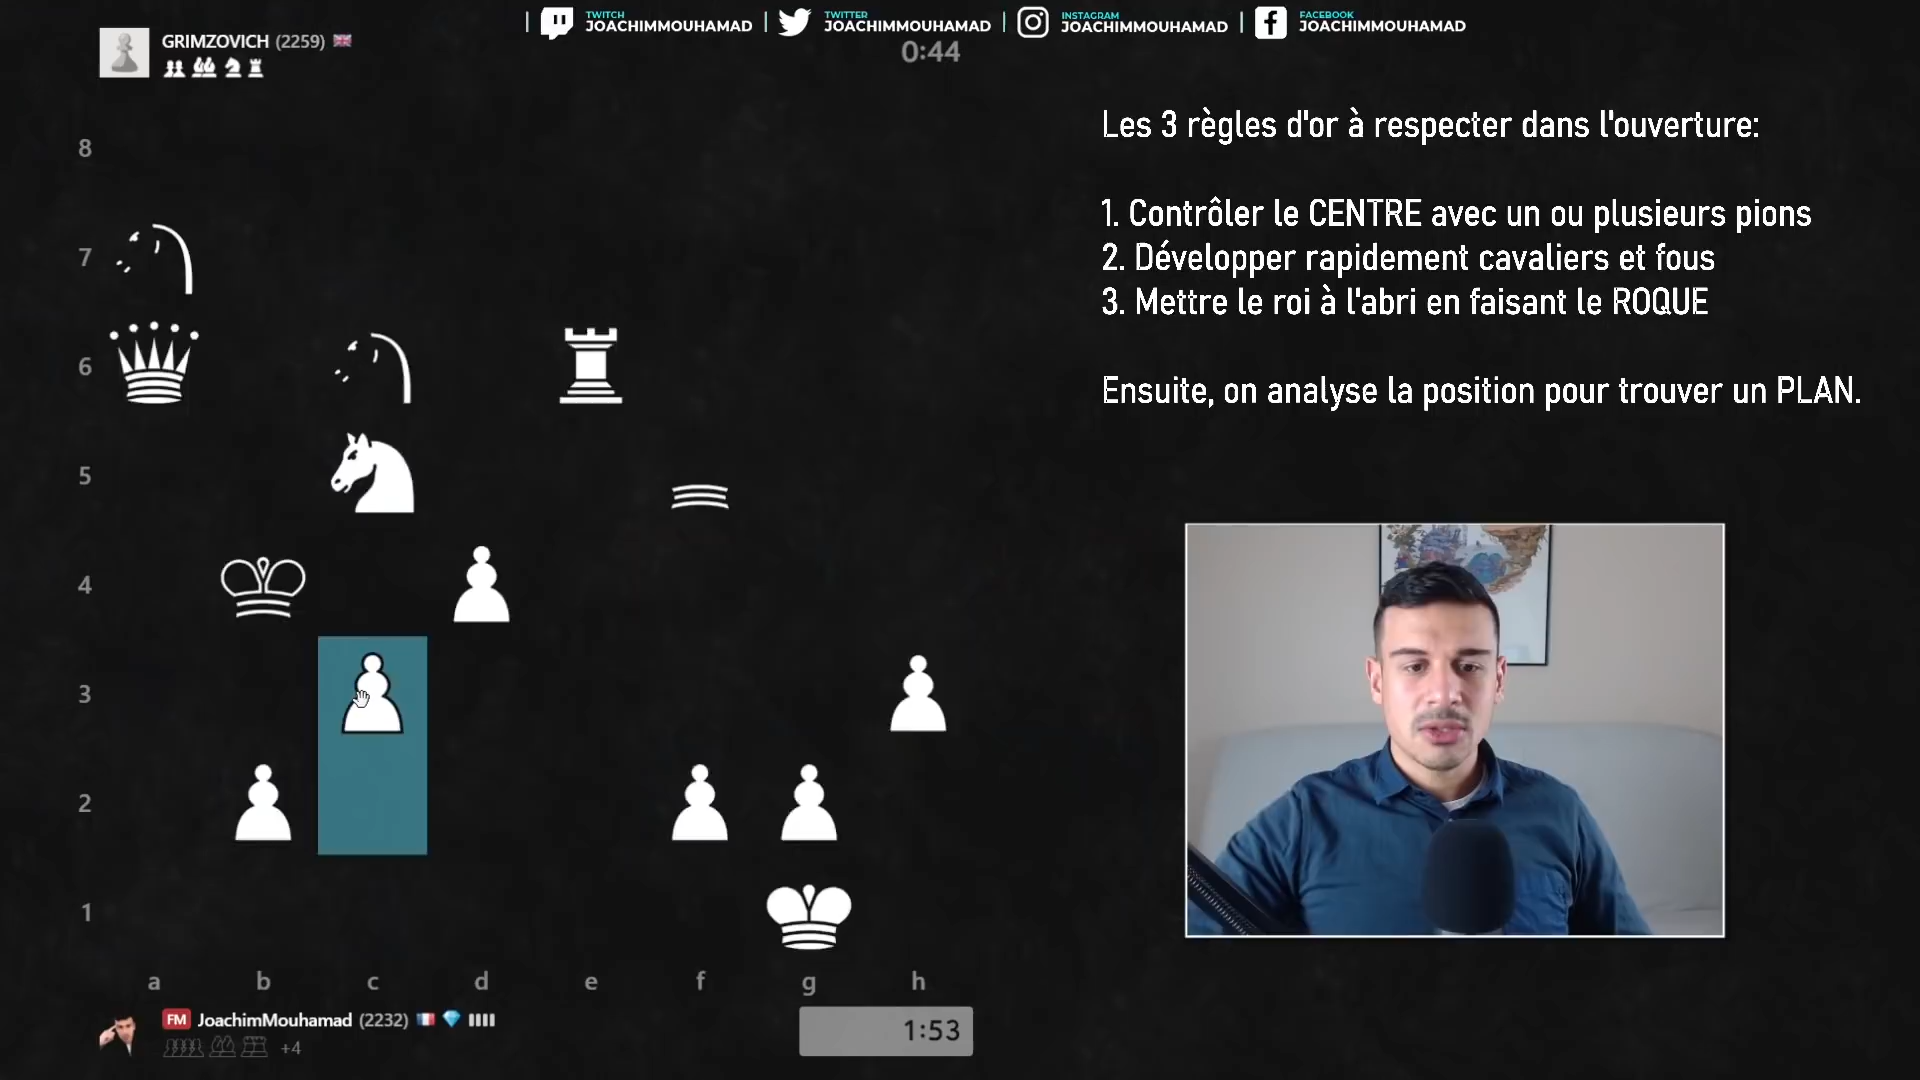 TWITCH
JOACHIMMOUHAMAD
TWITTER
JOACHIMMOUHAMAD
INSTAGRAM
JOACHIMMOUHAMAD
FACEBOOK
JOACHIMMOUHAMAD
GRIMZOVICH (2259)
0:44
Les 3 règles d'or à respecter dans l'ouverture:
1. Contrôler le CENTRE avec un ou plusieurs pions
2. Développer rapidement cavaliers et fous
3. Mettre le roi à l'abri en faisant le ROQUE
Ensuite, on analyse la position pour trouver un PLAN.
8
7
6
5
4
3
2
1
a b c d e f g h
FM JoachimMouhamad (2232)
+4
1:53